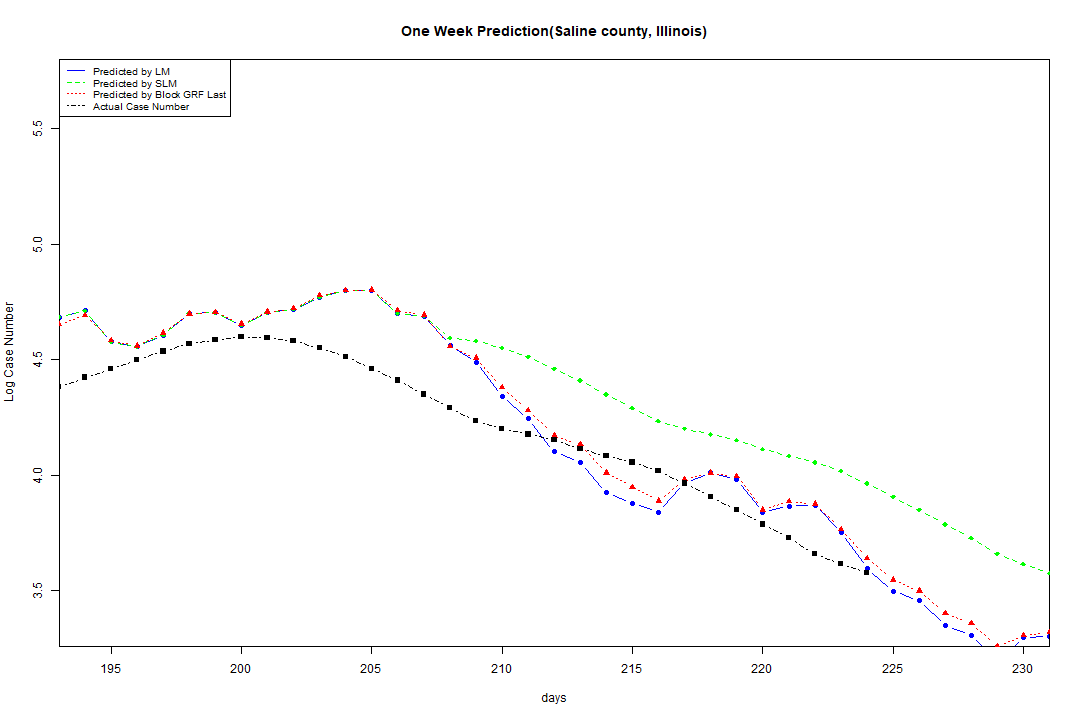 One Week Prediction(Saline county, Illinois)
Predicted by LM
Predicted by SLM
Predicted by Block GRF Last
Actual Case Number
5.5
5.0
4.5
4.0
3.5
Log Case Number
195 200 205 210 215 220 225 230
days